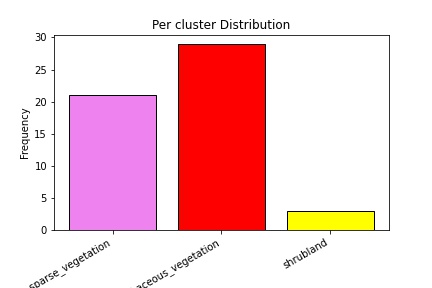 Per cluster Distribution
Frequency
30
25
20
15
10
5
0
sparse_vegetation
aceous_vegetation
shrubland